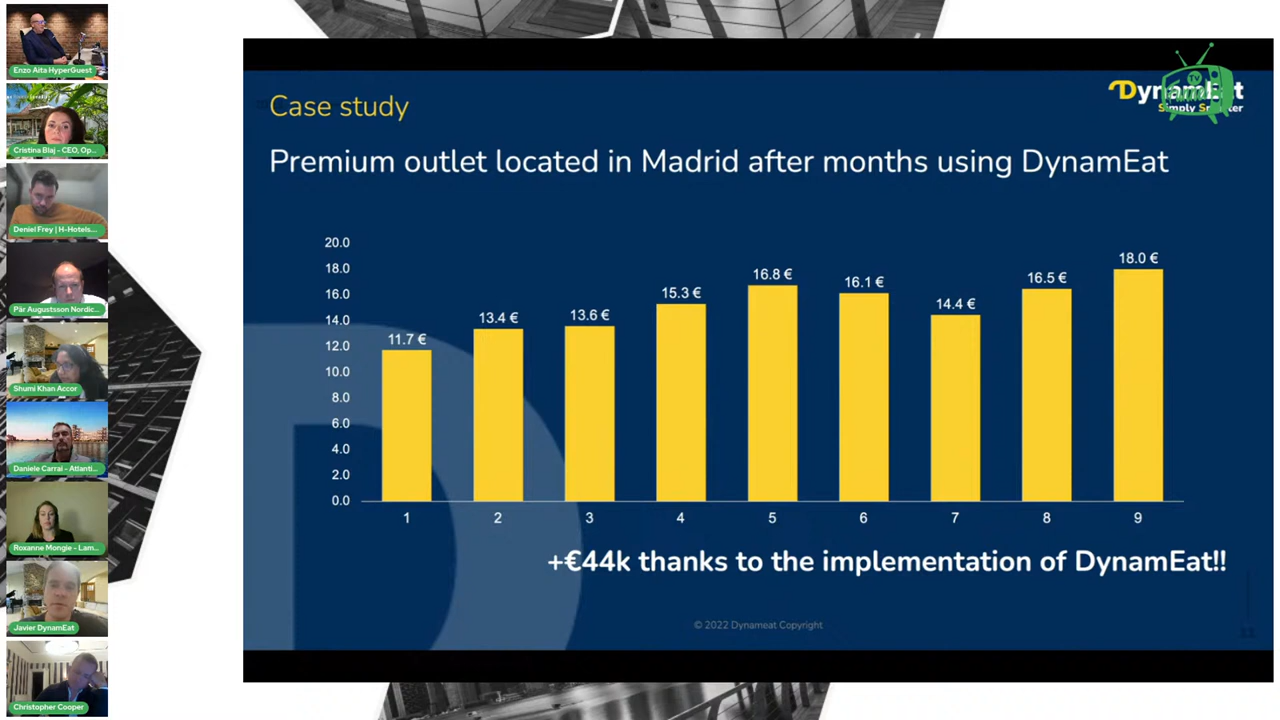 Enzo Aita HyperGuest
Cristina Blaj - CEO, Op...
Deniel Frey | H-Hotels...
Pär Augustsson Nordic...
Shumi Khan Accor
Daniele Carrai - Atlanti...
Roxanne Mongie - Lam...
Javier DynamEat
Christopher Cooper
Case study
DynamEat
Simply Smarter
TV
Premium outlet located in Madrid after months using DynamEat
20.0
18.0
16.0
14.0
12.0
10.0
8.0
6.0
4.0
2.0
0.0
11.7 €
13.4 €
13.6 €
15.3 €
16.8 €
16.1 €
14.4 €
16.5 €
18.0 €
1 2 3 4 5 6 7 8 9
+€44k thanks to the implementation of DynamEat!!
© 2022 Dynameat Copyright